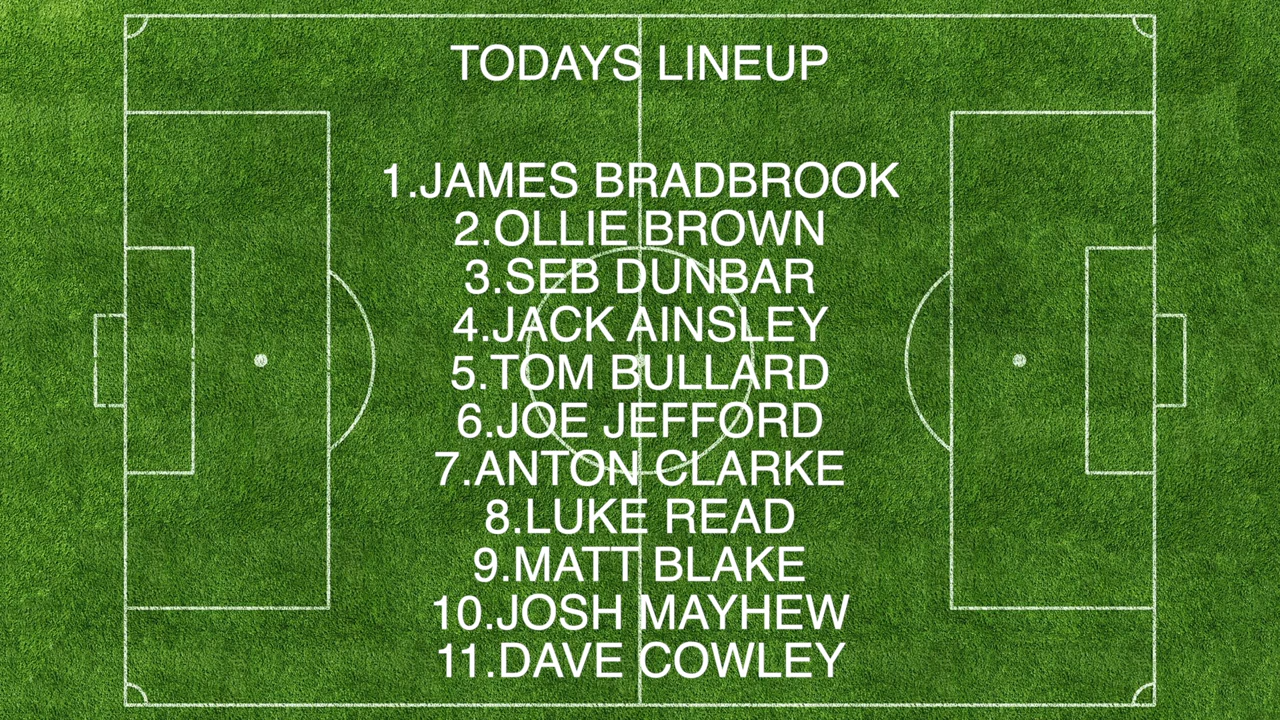 TODAYS LINEUP
1.JAMES BRADBROOK
2.OLLIE BROWN
3.SEB DUNBAR
4.JACK AINSLEY
5.TOM BULLARD
6.JOE JEFFORD
7.ANTON CLARKE
8.LUKE READ
9.MATT BLAKE
10.JOSH MAYHEW
11.DAVE COWLEY